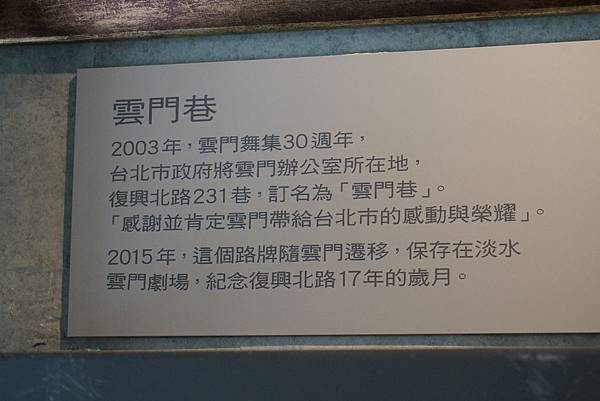 雲門巷
2003年，雲門舞集30週年，
台北市政府將雲門辦公室所在地，
復興北路231巷，訂名為「雲門巷」。
「感謝並肯定雲門帶給台北市的感動與榮耀」。
2015年，這個路牌隨雲門遷移，保存在淡水
雲門劇場，紀念復興北路17年的歲月。